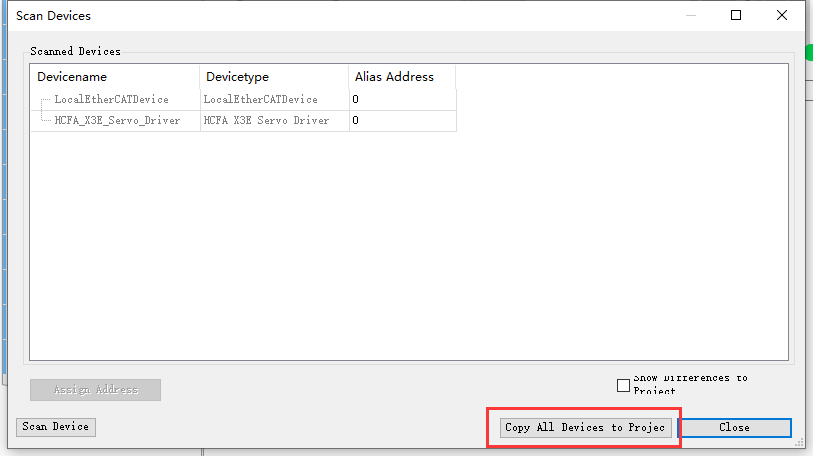 Scan Devices
Scanned Devices
Devicename Devicetype Alias Address
LocalEtherCATDevice LocalEtherCATDevice 0
HCFA_X3E_Servo_Driver HCFA X3E Servo Driver 0
Assign Address
Show Differences to
Project
Scan Device
Copy All Devices to Projec
Close